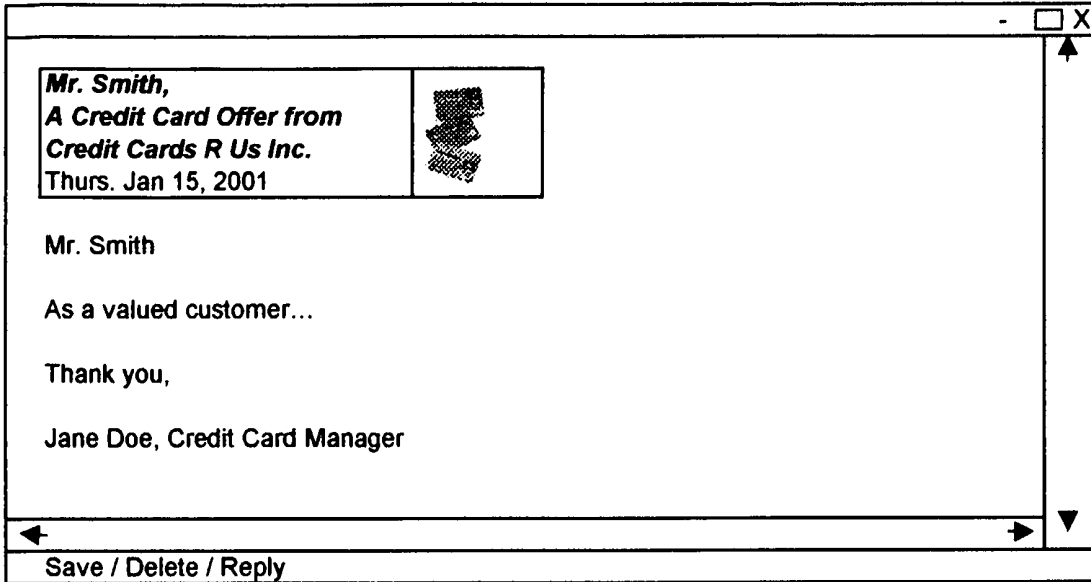 - □ X
Mr. Smith,
A Credit Card Offer from
Credit Cards R Us Inc.
Thurs. Jan 15, 2001
Mr. Smith
As a valued customer...
Thank you,
Jane Doe, Credit Card Manager
Save / Delete / Reply